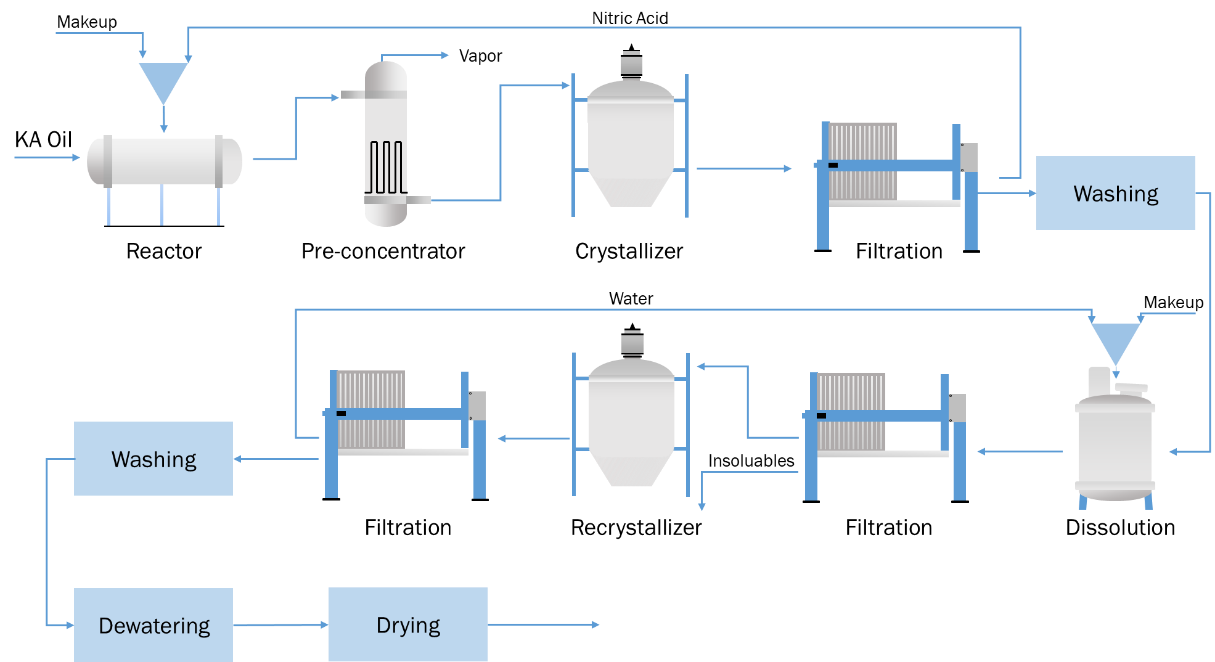 Nitric Acid
Makeup
Vapor
KA Oil
Washing
Reactor
Pre-concentrator
Crystallizer
Filtration
Water
Makeup
Washing
Insoluables
Filtration
Recrystallizer
Filtration
Dissolution
Dewatering
Drying